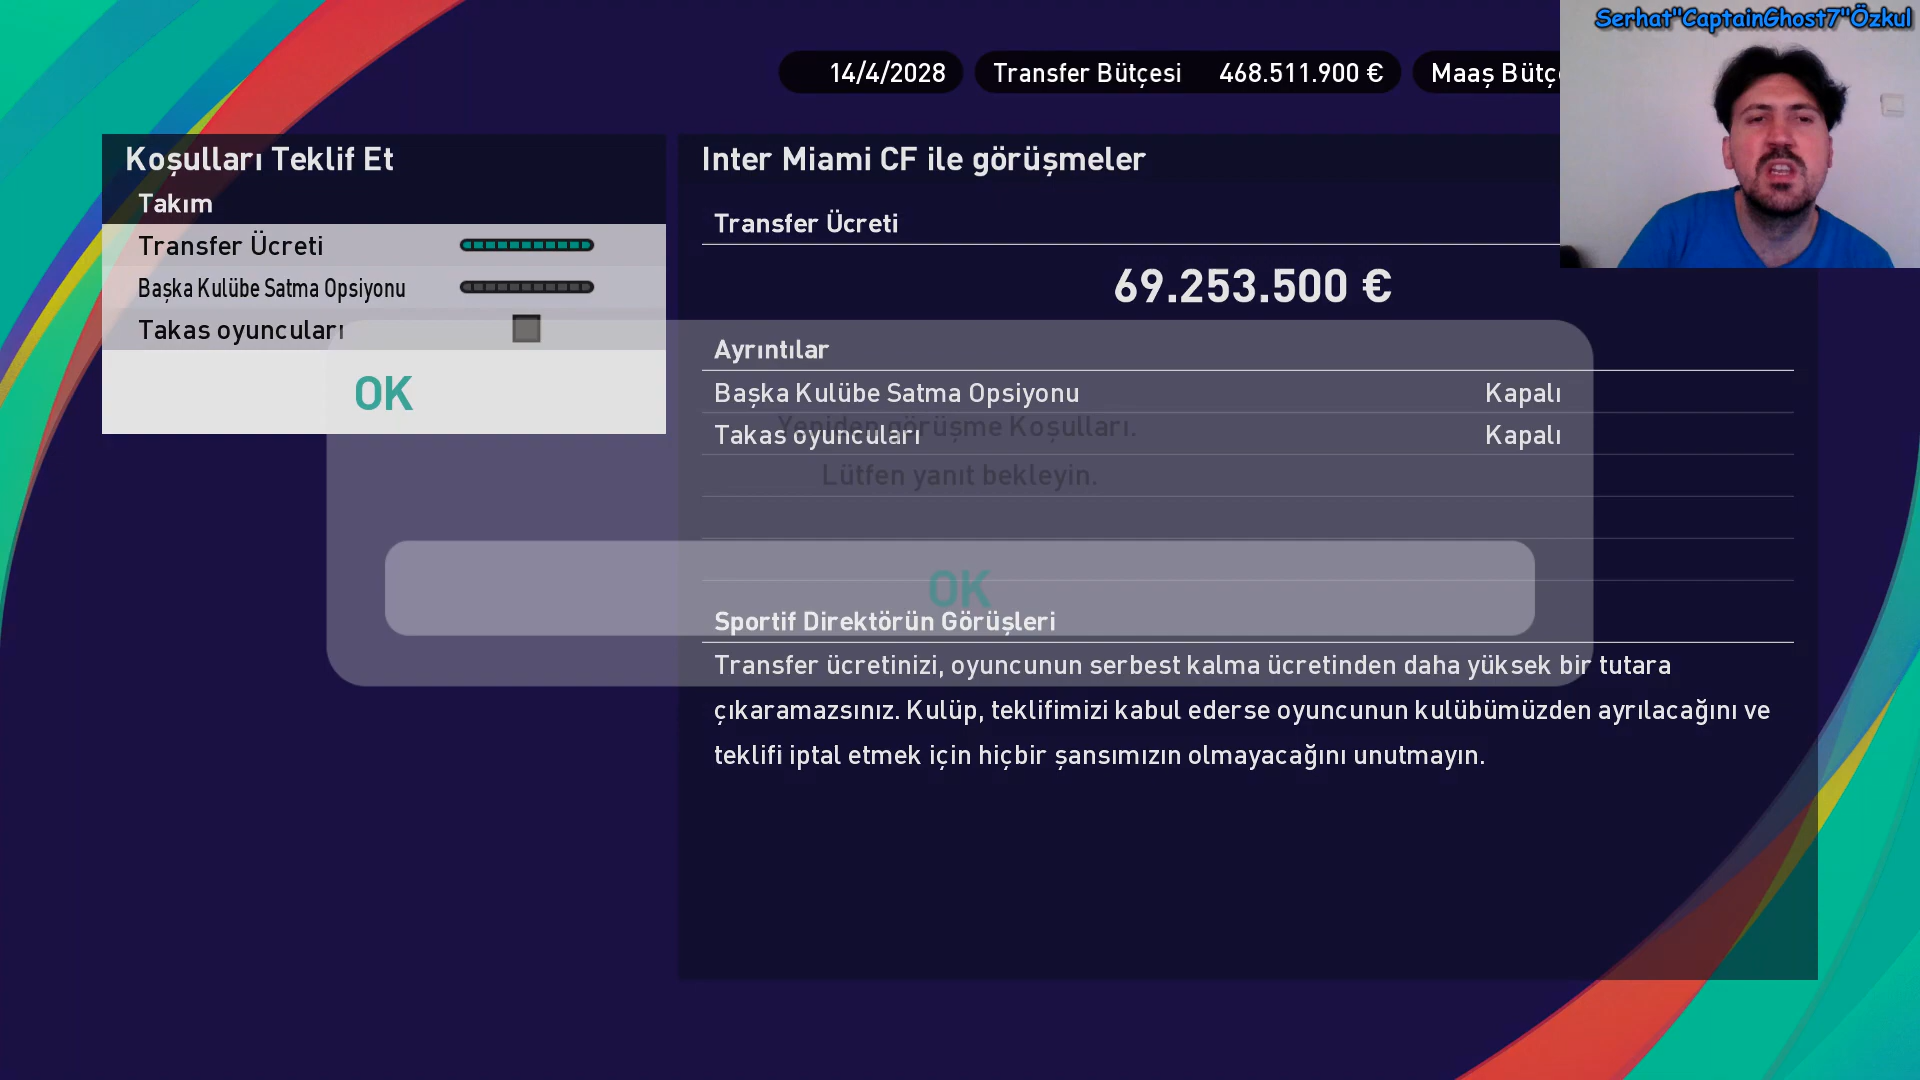 Serhat"CaptainGhost7"Özkul
14/4/2028
Transfer Bütçesi 468.511.900 €
Maaş Bütçe
Koşulları Teklif Et
Takım
Transfer Ücreti
Başka Kulübe Satma Opsiyonu
Takas oyuncuları
OK
Inter Miami CF ile görüşmeler
Transfer Ücreti
69.253.500 €
Ayrıntılar
Başka Kulübe Satma Opsiyonu Kapalı
Takas oyuncuları Kapalı
Yeniden görüşme Koşulları.
Lütfen yanıt bekleyin.
OK
Sportif Direktörün Görüşleri
Transfer ücretinizi, oyuncunun serbest kalma ücretinden daha yüksek bir tutara
çıkaramazsınız. Kulüp, teklifimizi kabul ederse oyuncunun kulübümüzden ayrılacağını ve
teklifi iptal etmek için hiçbir şansımızın olmayacağını unutmayın.